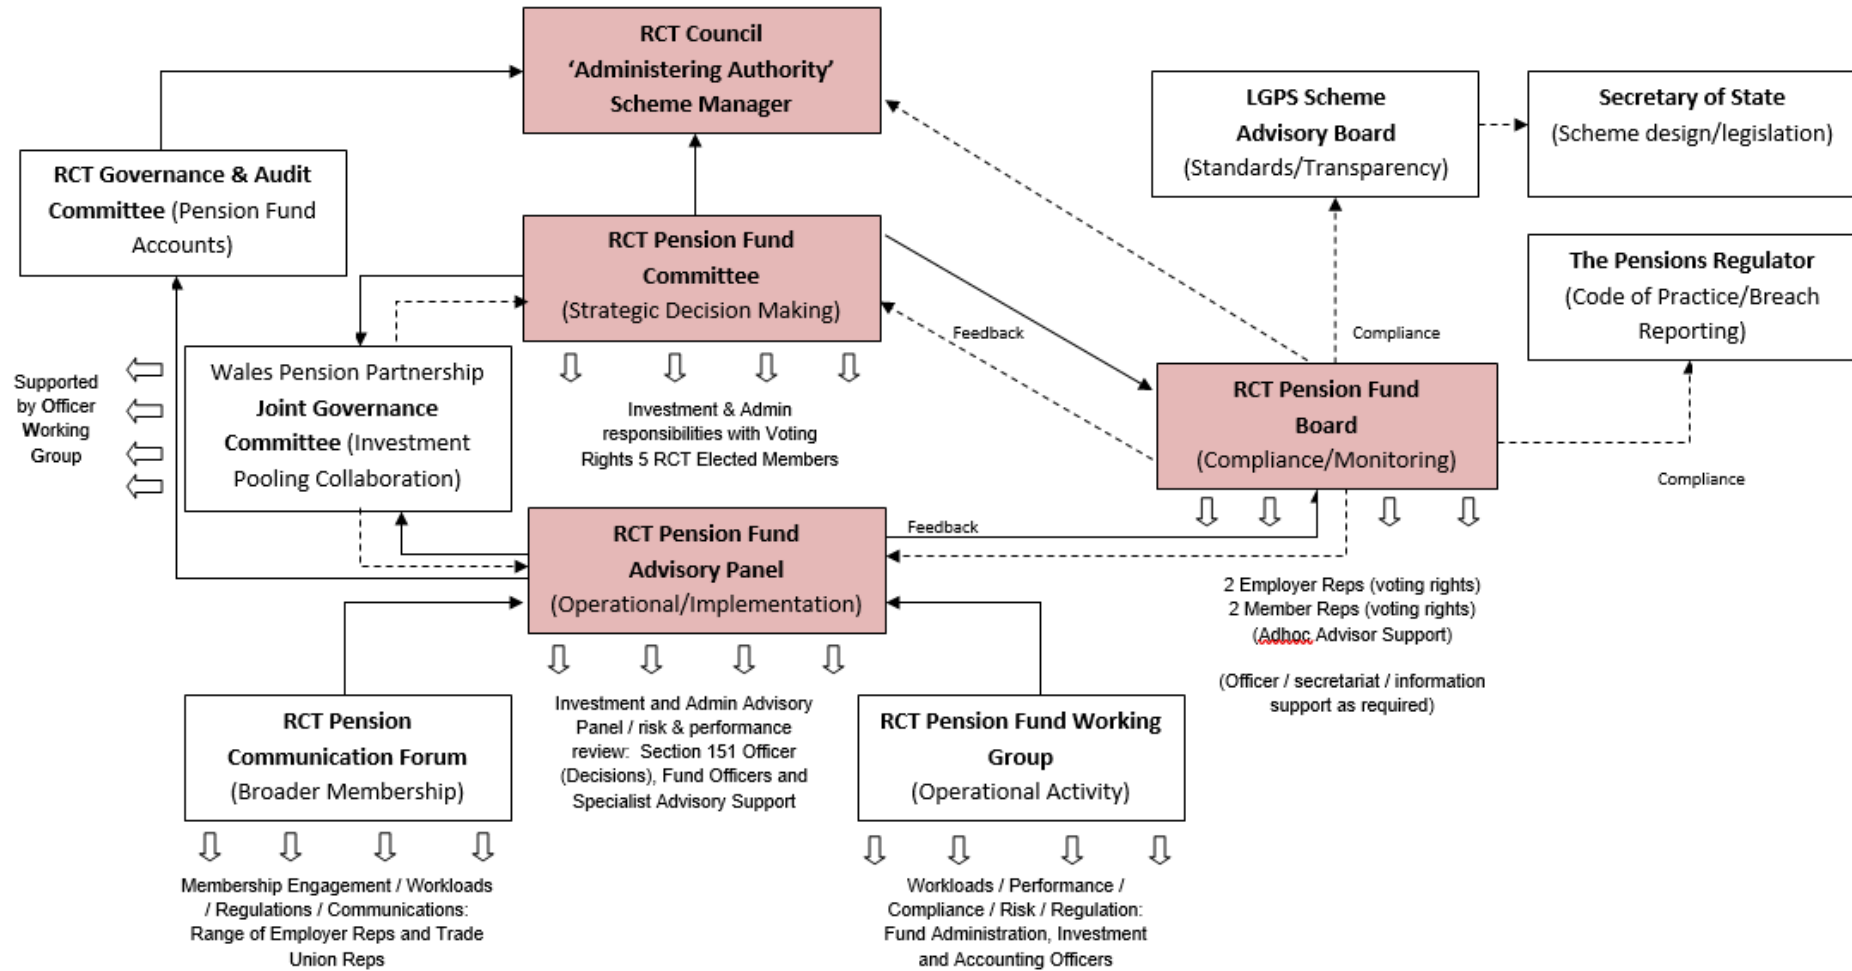 RCT Council
‘Administering Authority’
Scheme Manager
LGPS Scheme
Advisory Board
(Standards/Transparency)
Secretary of State
(Scheme design/legislation)
RCT Governance & Audit
Committee (Pension Fund
Accounts)
RCT Pension Fund
Committee
(Strategic Decision Making)
The Pensions Regulator
(Code of Practice/Breach
Reporting)
Feedback
Compliance
Supported
by Officer
Working
Group
Wales Pension Partnership
Joint Governance
Committee (Investment
Pooling Collaboration)
Investment & Admin
responsibilities with Voting
Rights 5 RCT Elected Members
RCT Pension Fund
Board
(Compliance/Monitoring)
Compliance
RCT Pension Fund
Advisory Panel
(Operational/Implementation)
Feedback
2 Employer Reps (voting rights)
2 Member Reps (voting rights)
(Adhoc Advisor Support)
(Officer / secretariat / information
support as required)
RCT Pension
Communication Forum
(Broader Membership)
Investment and Admin Advisory
Panel / risk & performance
review: Section 151 Officer
(Decisions), Fund Officers and
Specialist Advisory Support
RCT Pension Fund Working
Group
(Operational Activity)
Membership Engagement / Workloads
/ Regulations / Communications:
Range of Employer Reps and Trade
Union Reps
Workloads / Performance /
Compliance / Risk / Regulation:
Fund Administration, Investment
and Accounting Officers